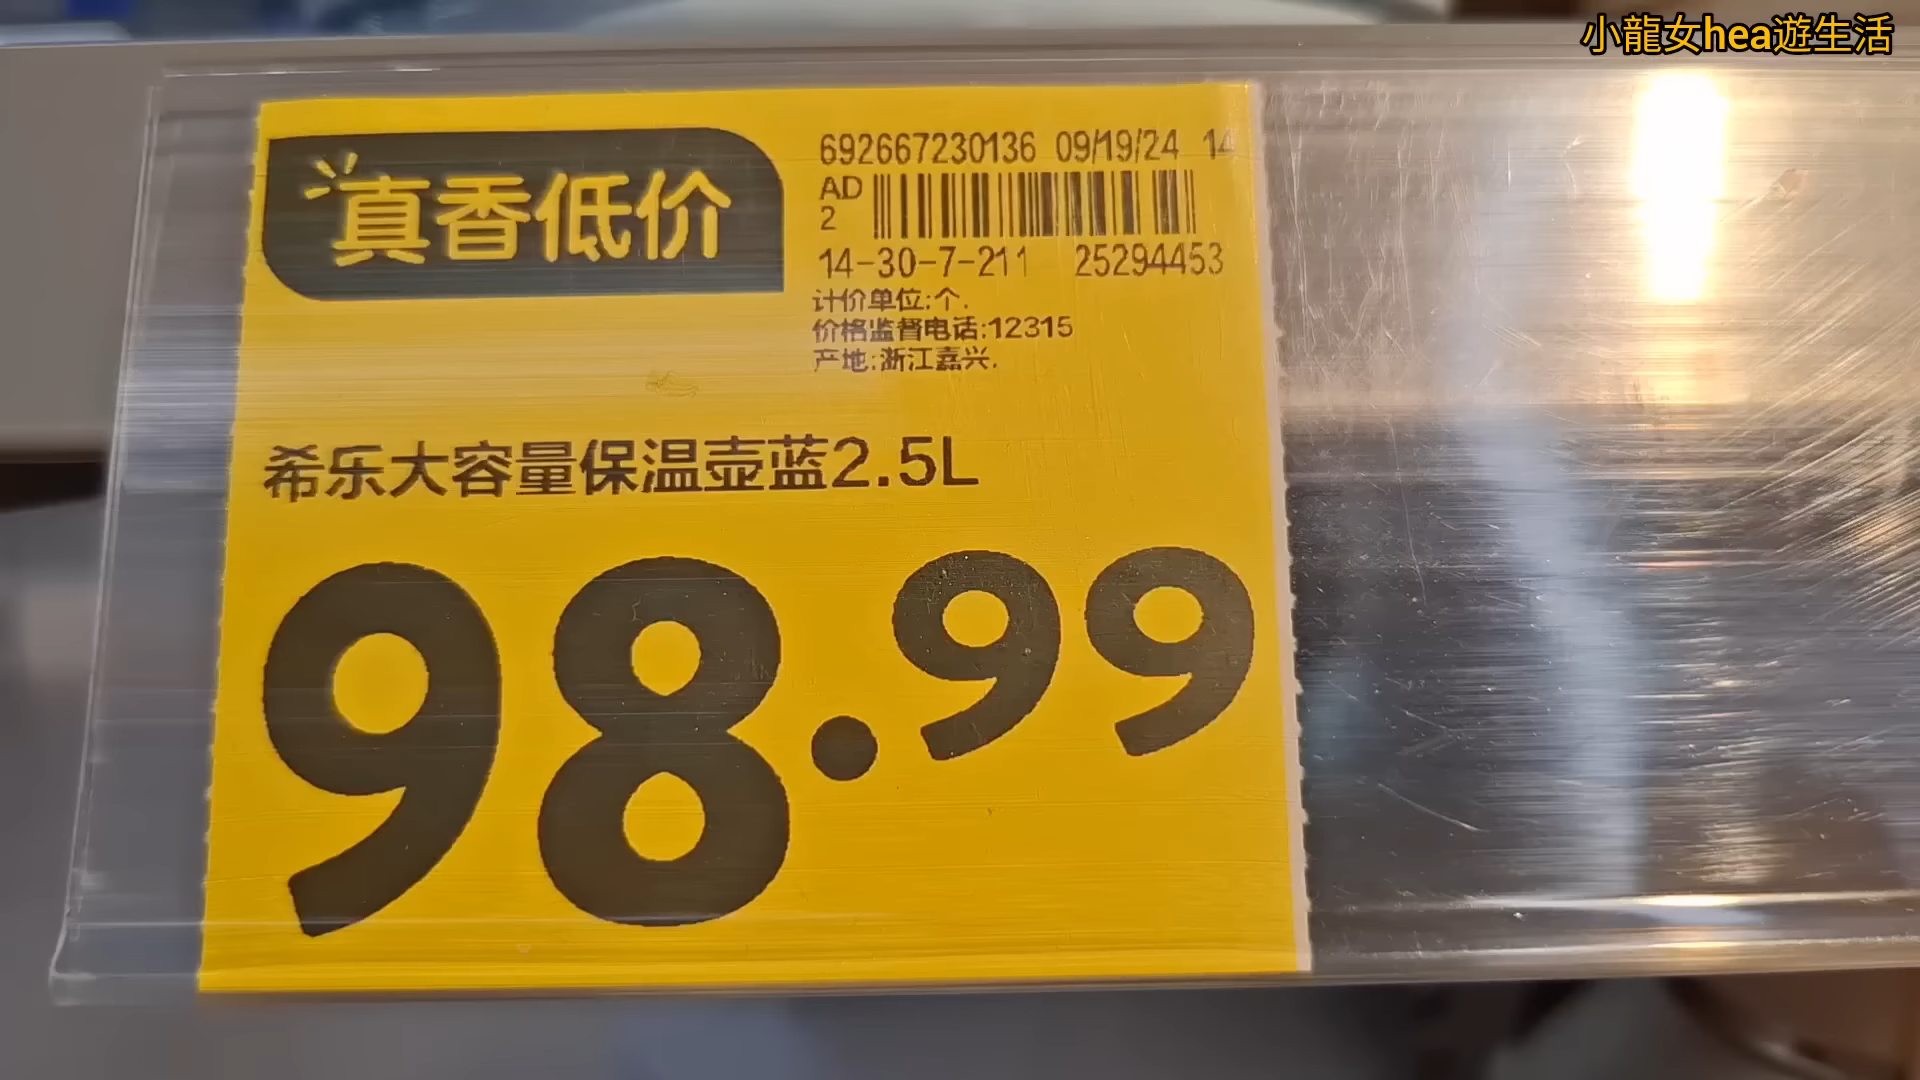 小龍女hea遊生活
真香低价
692667230136 09/19/24 14
AD
2
14-30-7-211 25294453
计价单位:个.
价格监督电话:12315
产地:浙江嘉兴.
希乐大容量保温壶蓝2.5L
98.99